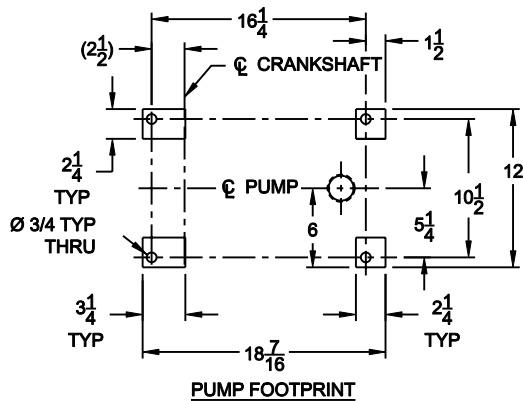 16 1/4
(2 1/2)
1 1/2
℄ CRANKSHAFT
2 1/4
TYP
12
10 1/2
℄ PUMP
5 1/4
6
Ø 3/4 TYP
THRU
3 1/4
TYP
2 1/4
TYP
18 7/16
PUMP FOOTPRINT